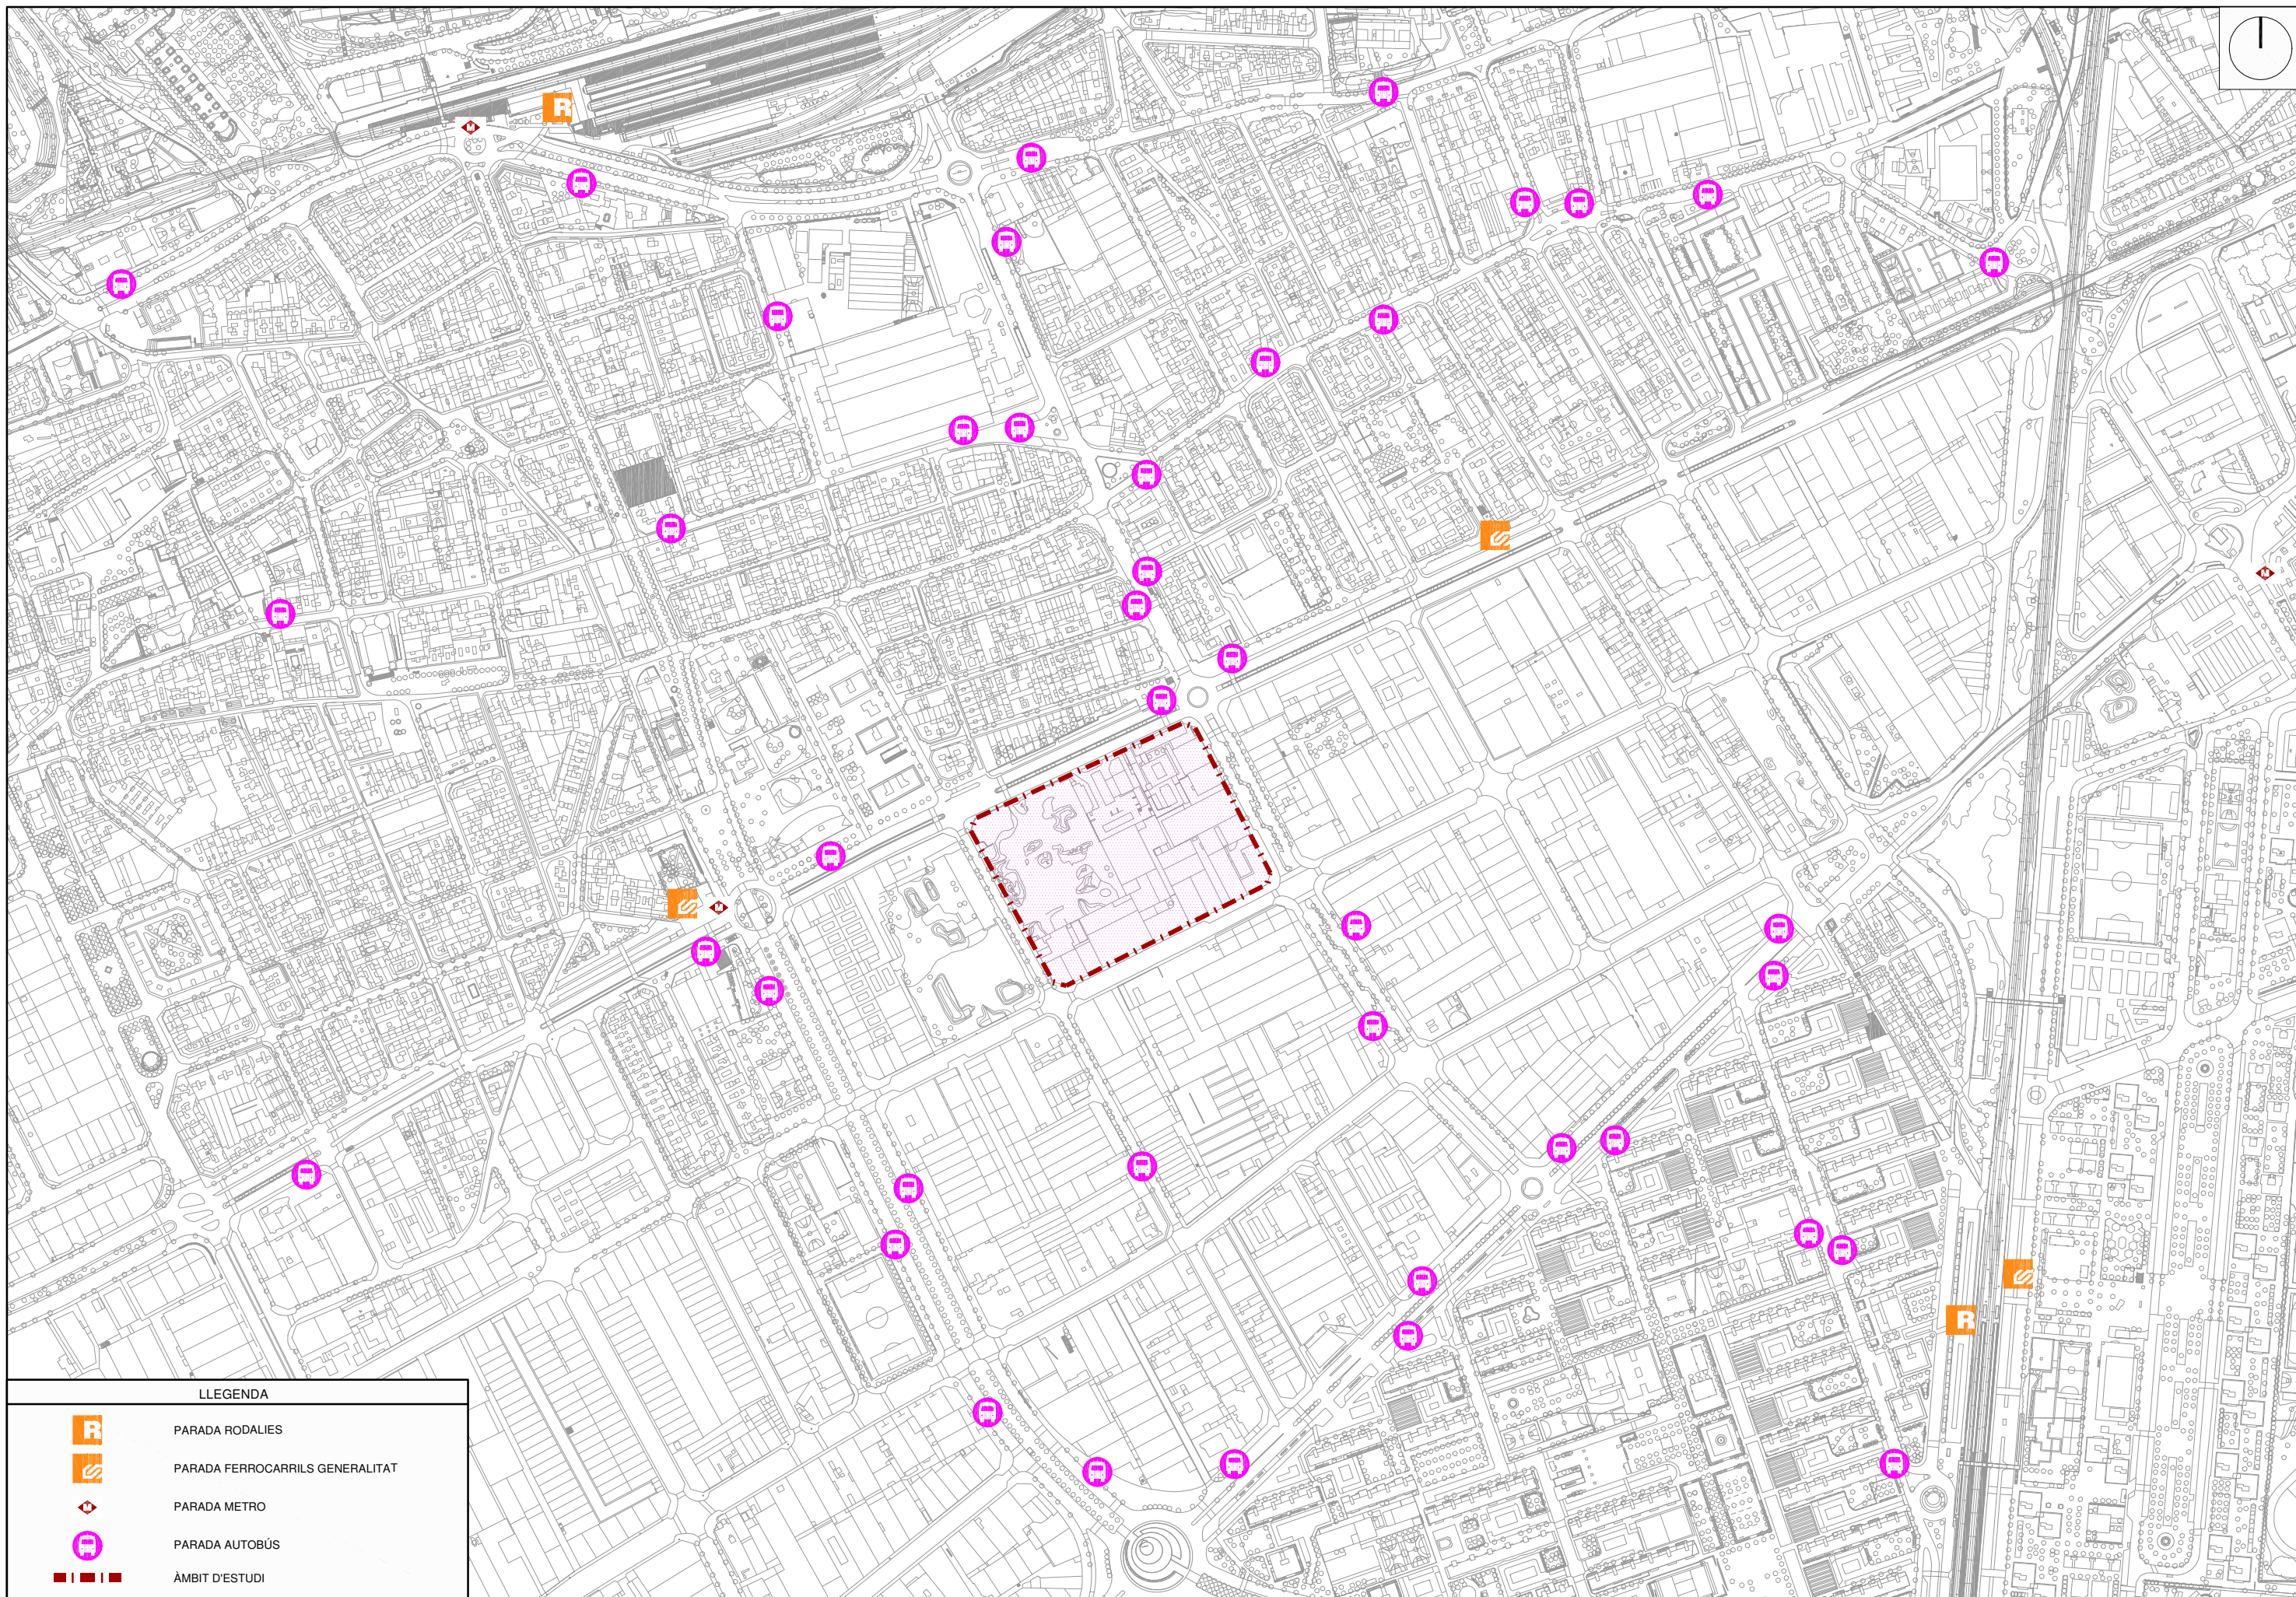 LLEGENDA
R PARADA RODALIES
PARADA FERROCARRILS GENERALITAT
M PARADA METRO
PARADA AUTOBÚS
ÀMBIT D'ESTUDI
R
M
M
M
R